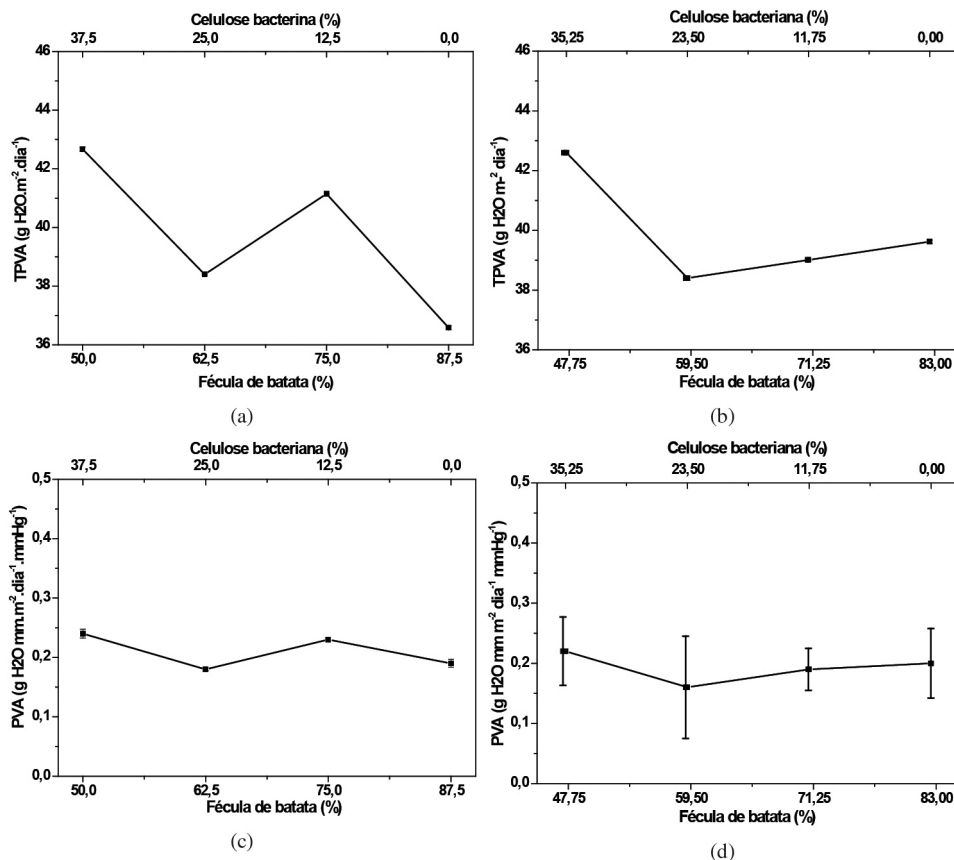 Celulose bacterina (%)
37,5 25,0 12,5 0,0
46
44
42
40
38
36
TPVA (g H2O.m⁻².dia⁻¹)
50,0 62,5 75,0 87,5
Fécula de batata (%)
(a)
Celulose bacteriana (%)
35,25 23,50 11,75 0,00
46
44
42
40
38
36
TPVA (g H2O m-² dia⁻¹)
47,75 59,50 71,25 83,00
Fécula de batata (%)
(b)
Celulose bacteriana (%)
37,5 25,0 12,5 0,0
0,5
0,4
0,3
0,2
0,1
0,0
PVA (g H2O mm.m⁻².dia⁻¹.mmHg⁻¹)
50,0 62,5 75,0 87,5
Fécula de batata (%)
(c)
Celulose bacteriana (%)
35,25 23,50 11,75 0,00
0,5
0,4
0,3
0,2
0,1
0,0
PVA (g H2O mm m⁻² dia⁻¹ mmHg⁻¹)
47,75 59,50 71,25 83,00
Fécula de batata (%)
(d)